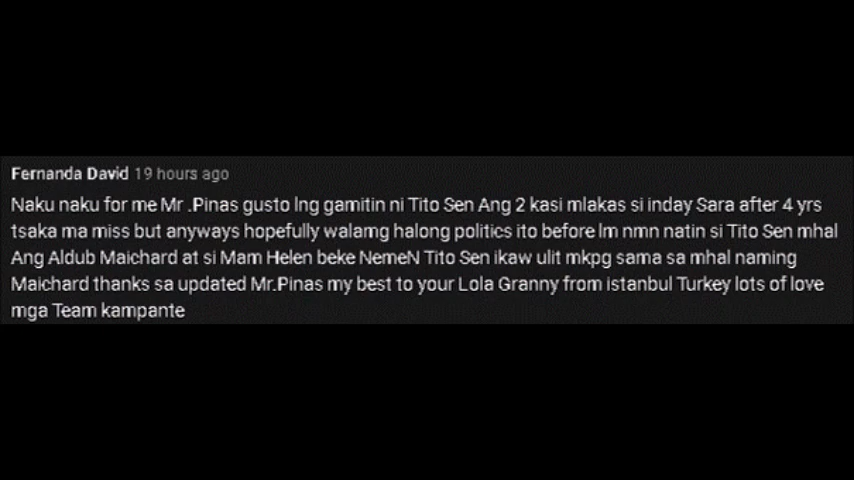 Fernanda David 19 hours ago
Naku naku for me Mr .Pinas gusto lng gamitin ni Tito Sen Ang 2 kasi mlakas si inday Sara after 4 yrs
tsaka ma miss but anyways hopefully walamg halong politics ito before lm nmn natin si Tito Sen mhal
Ang Aldub Maichard at si Mam Helen beke NemeN Tito Sen ikaw ulit mkpg sama sa mhal naming
Maichard thanks sa updated Mr.Pinas my best to your Lola Granny from istanbul Turkey lots of love
mga Team kampante